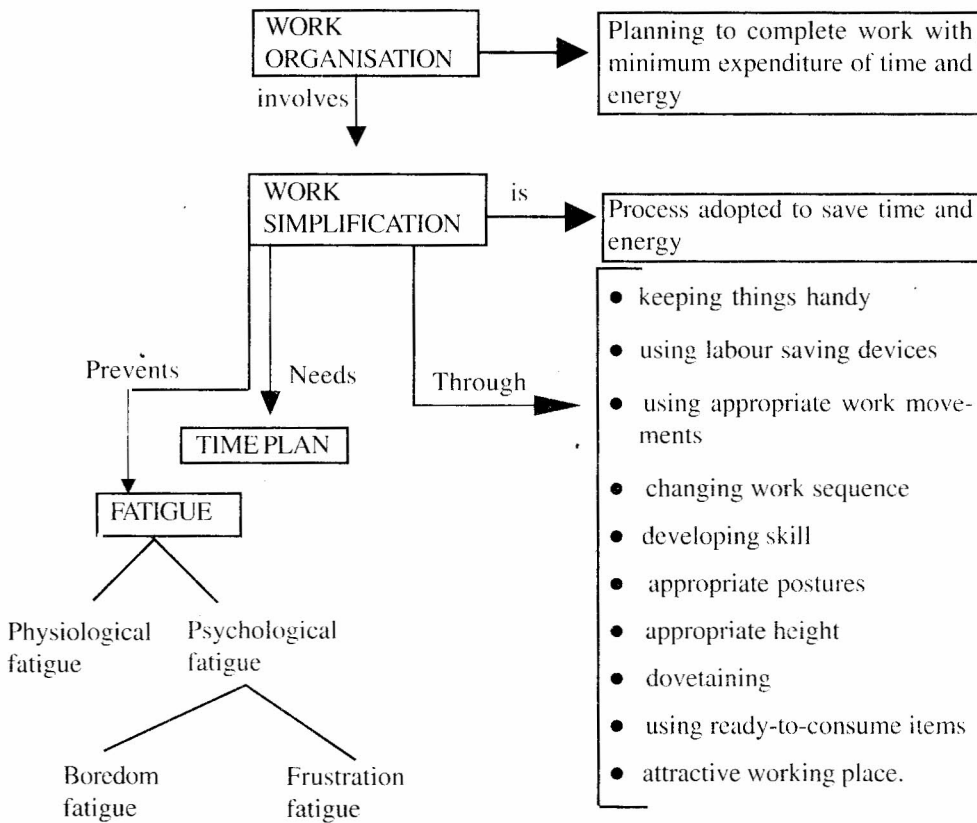 WORK
ORGANISATION
Planning to complete work with
minimum expenditure of time and
energy
involves
WORK
SIMPLIFICATION
is
Process adopted to save time and
energy
Prevents
Needs
Through
TIME PLAN
FATIGUE
Physiological
fatigue
Psychological
fatigue
Boredom
fatigue
Frustration
fatigue
● keeping things handy
● using labour saving devices
● using appropriate work move-
ments
● changing work sequence
● developing skill
● appropriate postures
● appropriate height
● dovetaining
● using ready-to-consume items
● attractive working place.